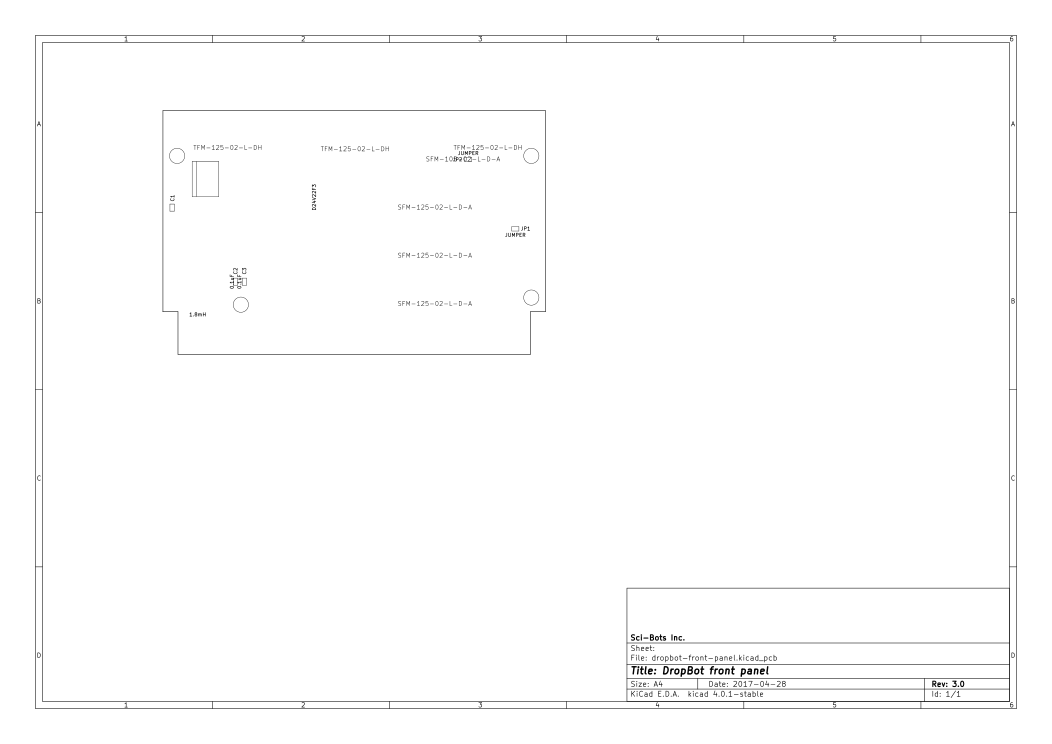 1 2 3 4 5 6
A A
TFM-125-02-L-DH
TFM-125-02-L-DH
TFM-125-02-L-DH
JUMPER
JP2
SFM-105-02-L-D-A
C1
D24V22F3
SFM-125-02-L-D-A
JP1
JUMPER
SFM-125-02-L-D-A
C2
C3
0.1uF
0.1uF
B B
SFM-125-02-L-D-A
1.8mH
C C
Sci-Bots Inc.
Sheet:
File: dropbot-front-panel.kicad_pcb
D D
Title: DropBot front panel
Size: A4 Date: 2017-04-28 Rev: 3.0
KiCad E.D.A. kicad 4.0.1-stable Id: 1/1
1 2 3 4 5 6